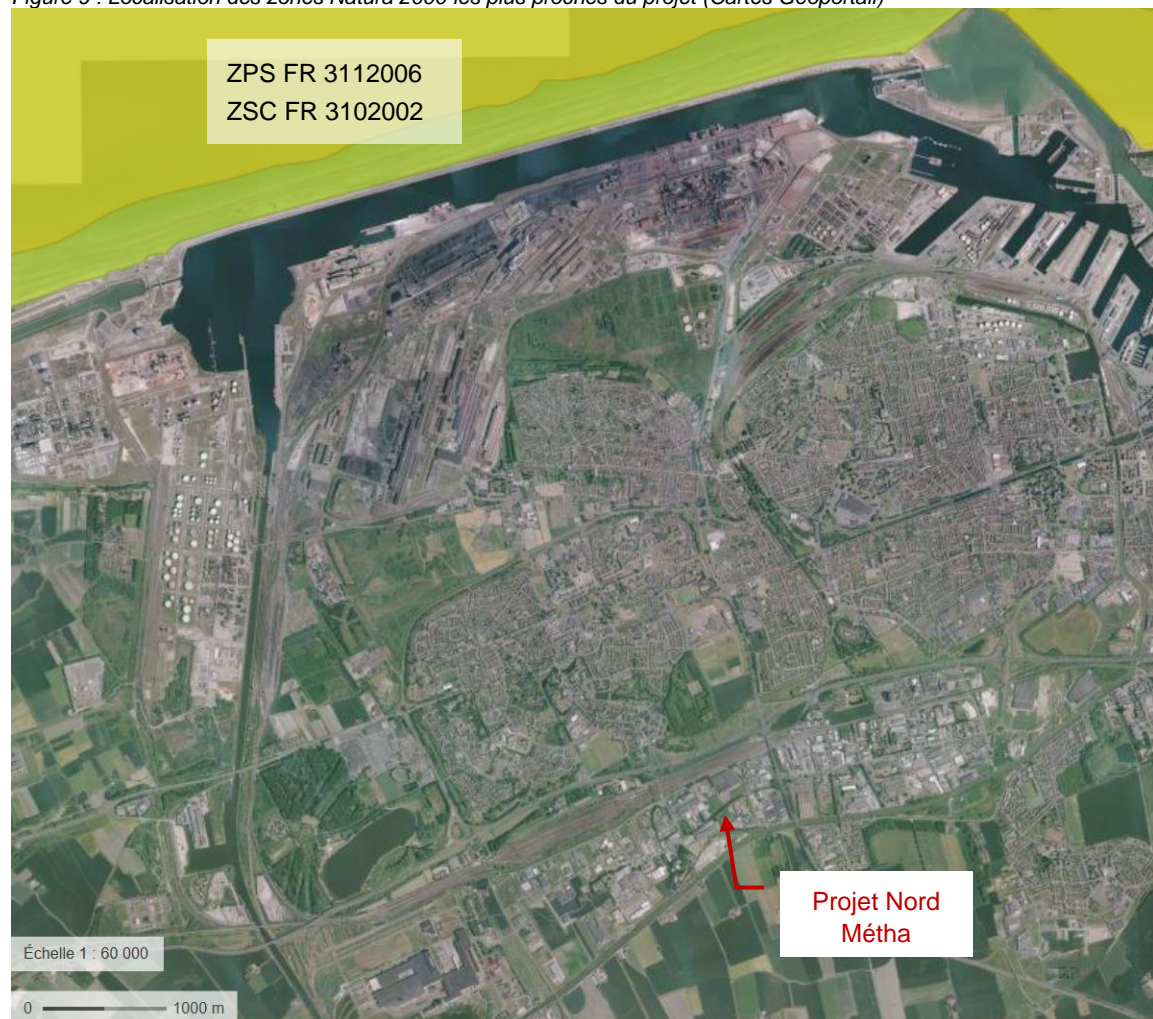 ZPS FR 3112006
ZSC FR 3102002
Projet Nord
Métha
Échelle 1 : 60 000
0 1000 m